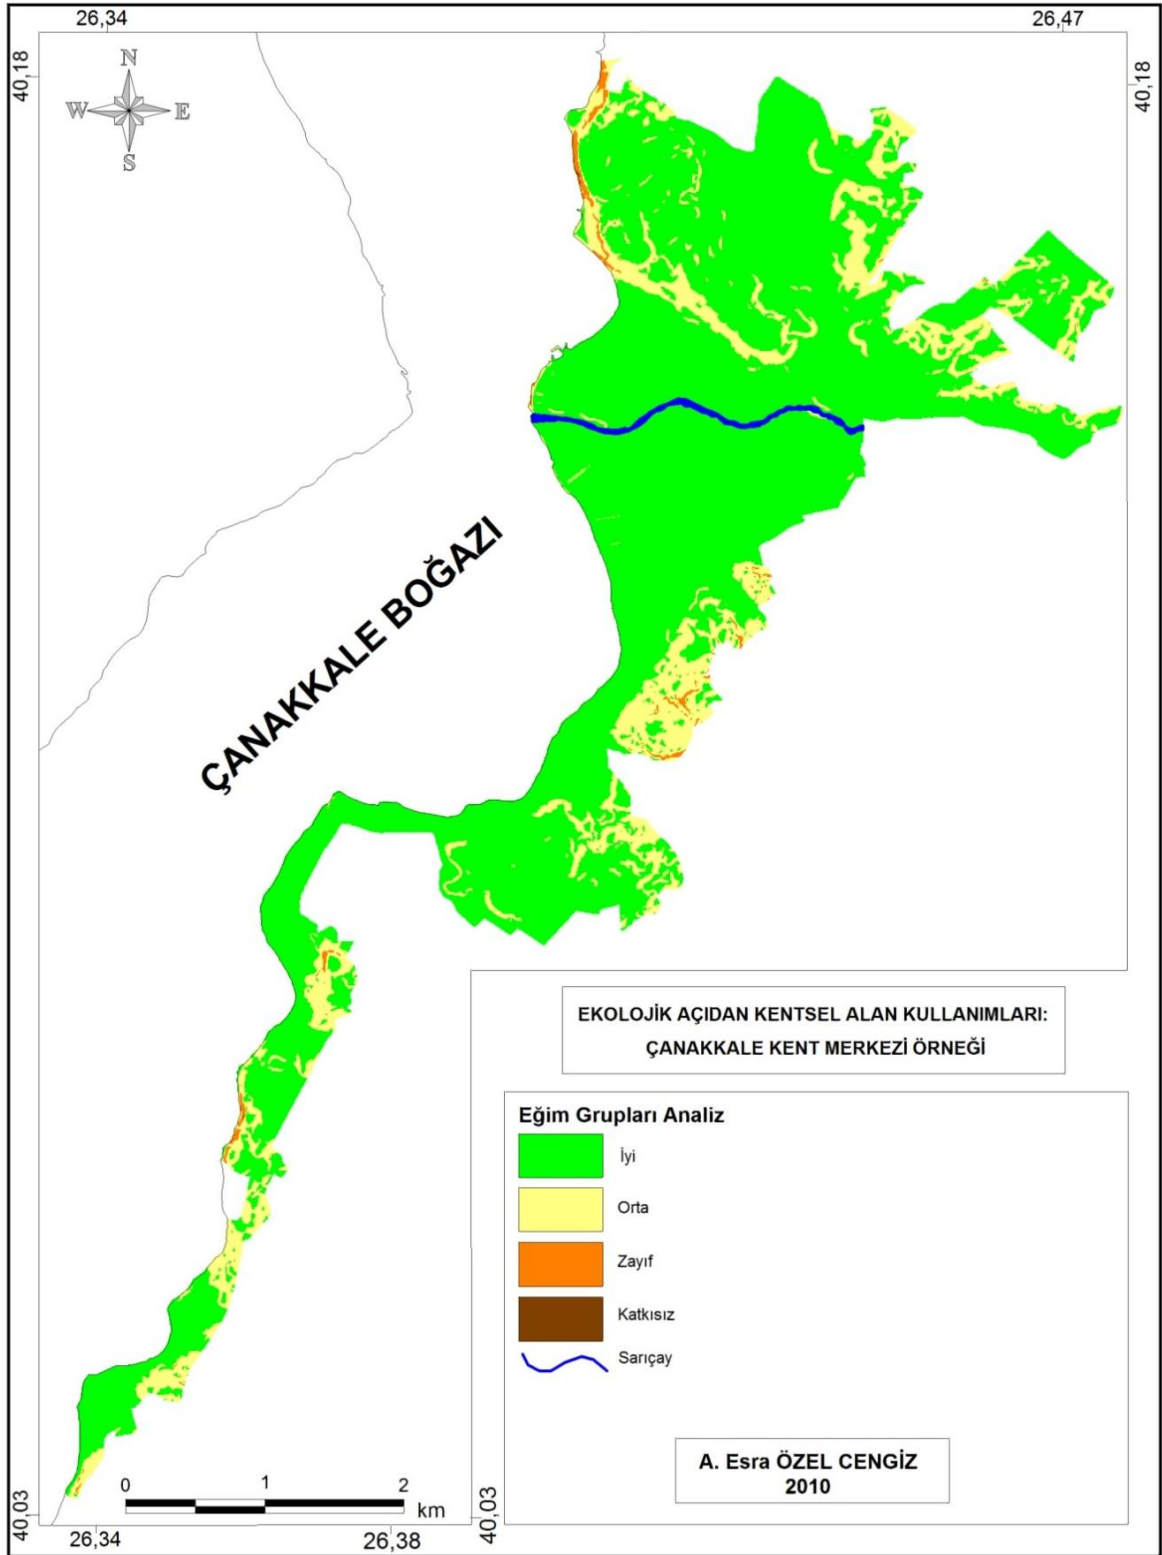 26,34
26,47
40,18
40,18
N
W E
S
ÇANAKKALE BOĞAZI
EKOLOJİK AÇIDAN KENTSEL ALAN KULLANIMLARI:
ÇANAKKALE KENT MERKEZİ ÖRNEĞİ
Eğim Grupları Analiz
İyi
Orta
Zayıf
Katkısız
Sarıçay
A. Esra ÖZEL CENGİZ
2010
0 1 2
km
40,03
40,03
26,34
26,38